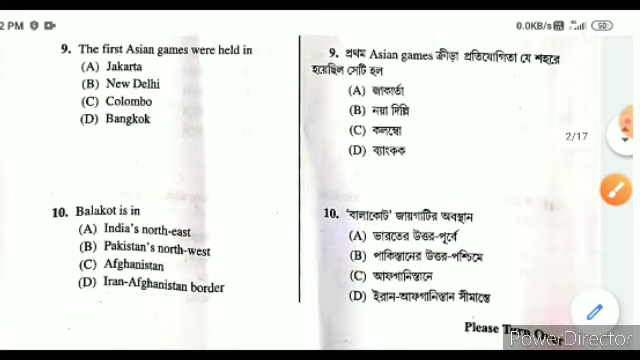 2 PM
0.0KB/s 50
9. The first Asian games were held in
(A) Jakarta
(B) New Delhi
(C) Colombo
(D) Bangkok
10. Balakot is in
(A) India's north-east
(B) Pakistan's north-west
(C) Afghanistan
(D) Iran-Afghanistan border
9. প্রথম Asian games ক্রীড়া প্রতিযোগিতা যে শহরে
হয়েছিল সেটি হল
(A) জাকার্তা
(B) নয়া দিল্লি
(C) কলম্বো
(D) ব্যাংকক
2/17
10. 'বালাকোট' জায়গাটির অবস্থান
(A) ভারতের উত্তর-পূর্বে
(B) পাকিস্তানের উত্তর-পশ্চিমে
(C) আফগানিস্তানে
(D) ইরান-আফগানিস্তান সীমান্তে
Please Turn Over
PowerDirector